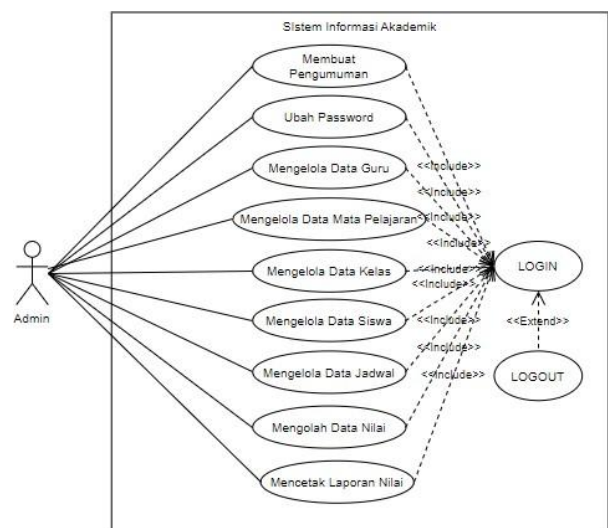 SIstem Informasi Akademik
Membuat
Pengumuman
Ubah Password
Mengelola Data Guru
<<Include>>
<<Include>>
Mengelola Data Mata Pelajaran
<<Include>>
<<Include>>
Mengelola Data Kelas
<<Include>>
<<Include>>
LOGIN
Admin
Mengelola Data Siswa
<<Include>>
<<Extend>>
<<Include>>
Mengelola Data Jadwal
<<Include>>
LOGOUT
Mengolah Data Nilai
Mencetak Laporan Nilai